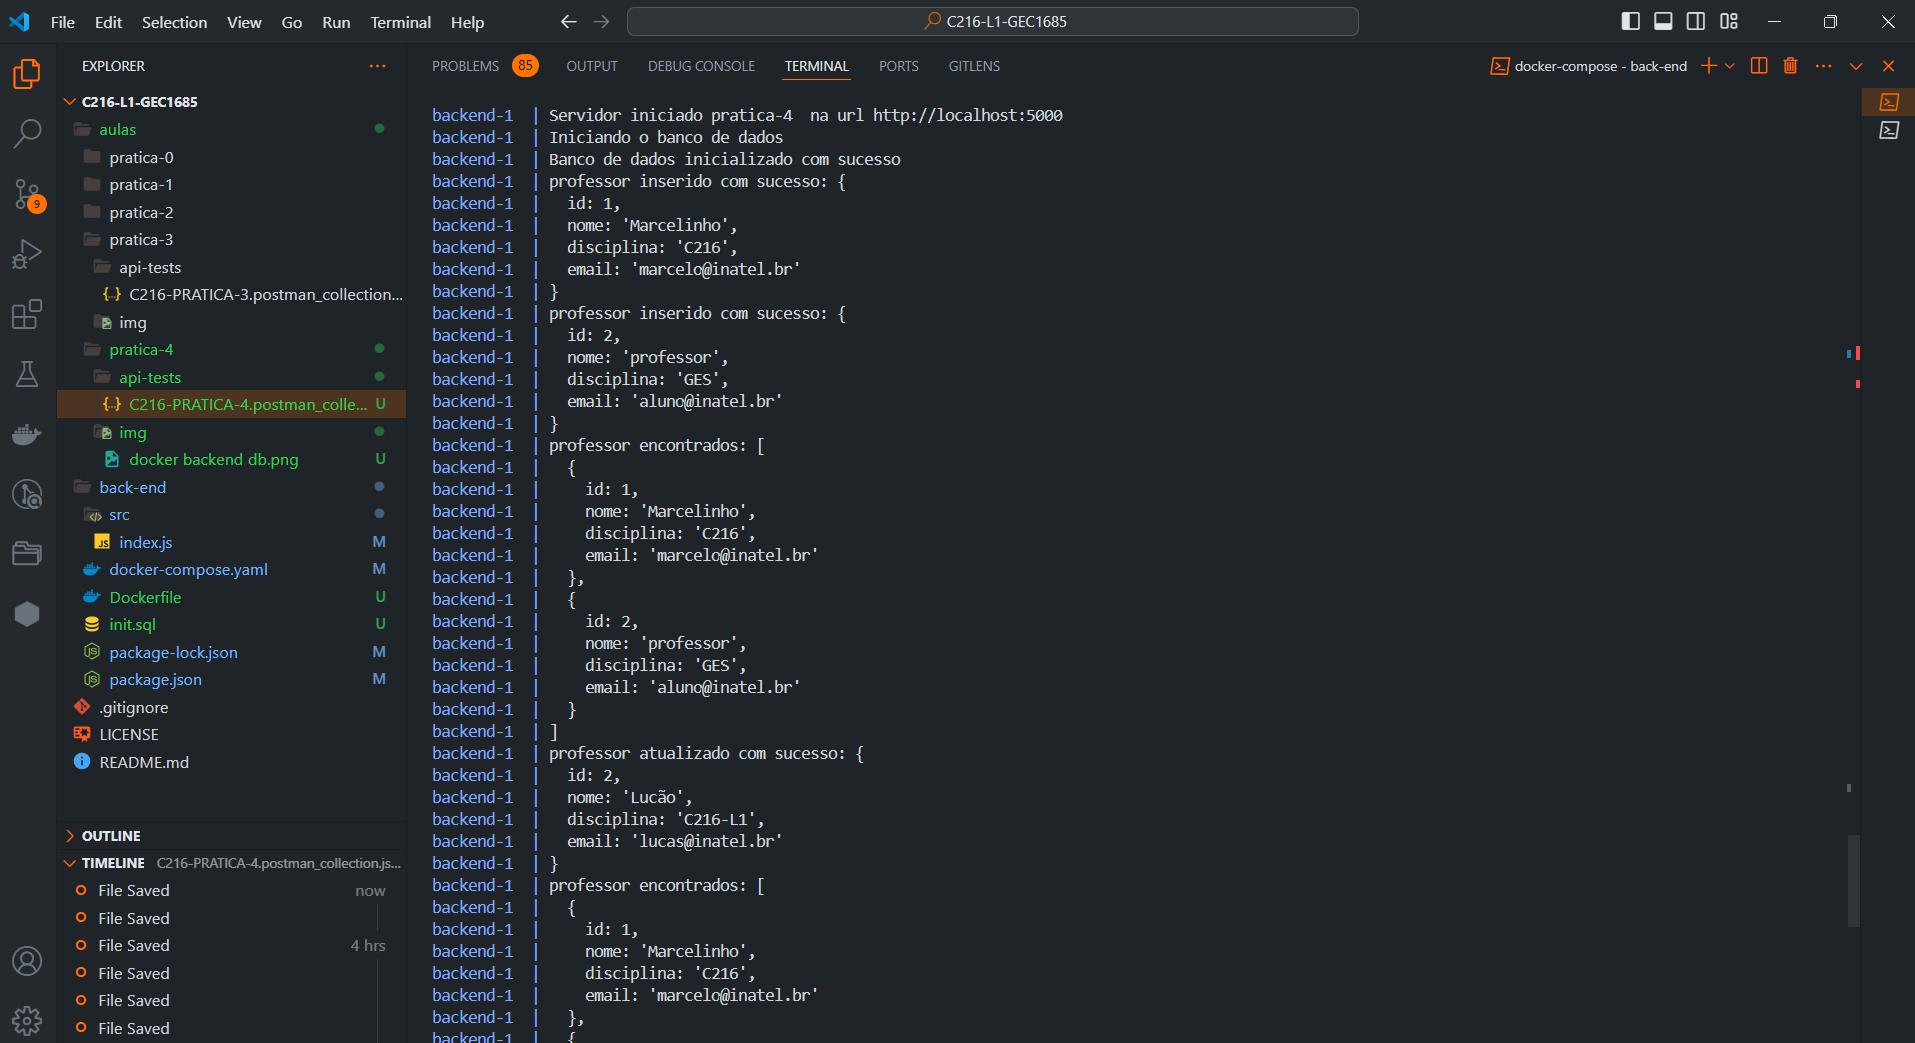 File Edit Selection View Go Run Terminal Help
C216-L1-GEC1685
EXPLORER
C216-L1-GEC1685
aulas
pratica-0
pratica-1
pratica-2
pratica-3
api-tests
C216-PRATICA-3.postman_collection...
img
pratica-4
api-tests
C216-PRATICA-4.postman_colle... U
img
docker backend db.png U
back-end
src
index.js M
docker-compose.yaml M
Dockerfile U
init.sql U
package-lock.json M
package.json M
.gitignore
LICENSE
README.md
OUTLINE
TIMELINE C216-PRATICA-4.postman_collection.js...
File Saved now
File Saved
File Saved 4 hrs
File Saved
File Saved
File Saved
9
PROBLEMS 85 OUTPUT DEBUG CONSOLE TERMINAL PORTS GITLENS
docker-compose - back-end
backend-1 | Servidor iniciado pratica-4  na url http://localhost:5000
backend-1 | Iniciando o banco de dados
backend-1 | Banco de dados inicializado com sucesso
backend-1 | professor inserido com sucesso: {
backend-1 |   id: 1,
backend-1 |   nome: 'Marcelinho',
backend-1 |   disciplina: 'C216',
backend-1 |   email: 'marcelo@inatel.br'
backend-1 | }
backend-1 | professor inserido com sucesso: {
backend-1 |   id: 2,
backend-1 |   nome: 'professor',
backend-1 |   disciplina: 'GES',
backend-1 |   email: 'aluno@inatel.br'
backend-1 | }
backend-1 | professor encontrados: [
backend-1 |   {
backend-1 |     id: 1,
backend-1 |     nome: 'Marcelinho',
backend-1 |     disciplina: 'C216',
backend-1 |     email: 'marcelo@inatel.br'
backend-1 |   },
backend-1 |   {
backend-1 |     id: 2,
backend-1 |     nome: 'professor',
backend-1 |     disciplina: 'GES',
backend-1 |     email: 'aluno@inatel.br'
backend-1 |   }
backend-1 | ]
backend-1 | professor atualizado com sucesso: {
backend-1 |   id: 2,
backend-1 |   nome: 'Lucão',
backend-1 |   disciplina: 'C216-L1',
backend-1 |   email: 'lucas@inatel.br'
backend-1 | }
backend-1 | professor encontrados: [
backend-1 |   {
backend-1 |     id: 1,
backend-1 |     nome: 'Marcelinho',
backend-1 |     disciplina: 'C216',
backend-1 |     email: 'marcelo@inatel.br'
backend-1 |   },
backend-1 |   {